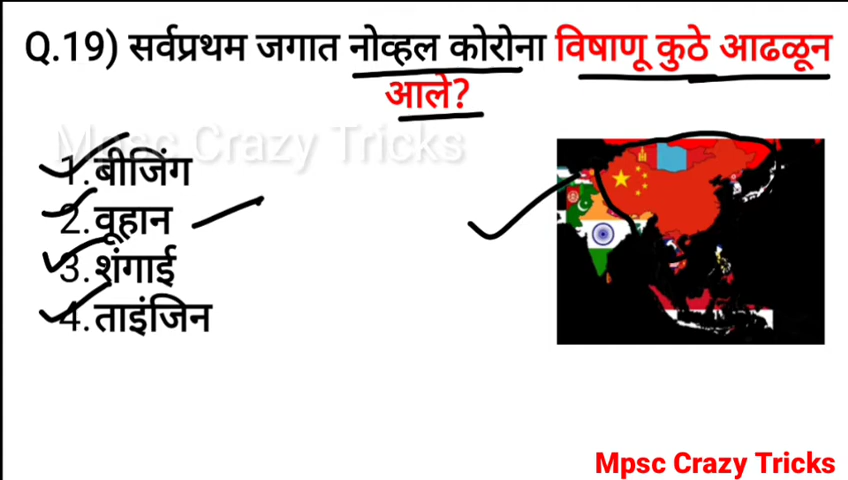 Q.19) सर्वप्रथम जगात नोव्हल कोरोना विषाणू कुठे आढळून
आले?
Mpsc Crazy Tricks
1.बीजिंग
2.वूहान
3.शंगाई
4.ताइंजिन
Mpsc Crazy Tricks